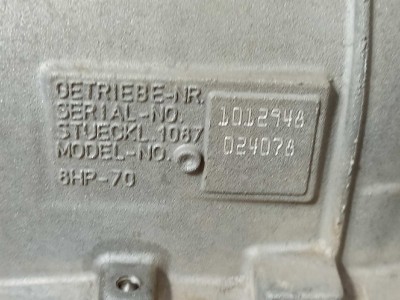 GETRIEBE-NR.
SERIAL-NO. 1012948
STUECKL.1087 024078
MODEL-NO.
8HP-70